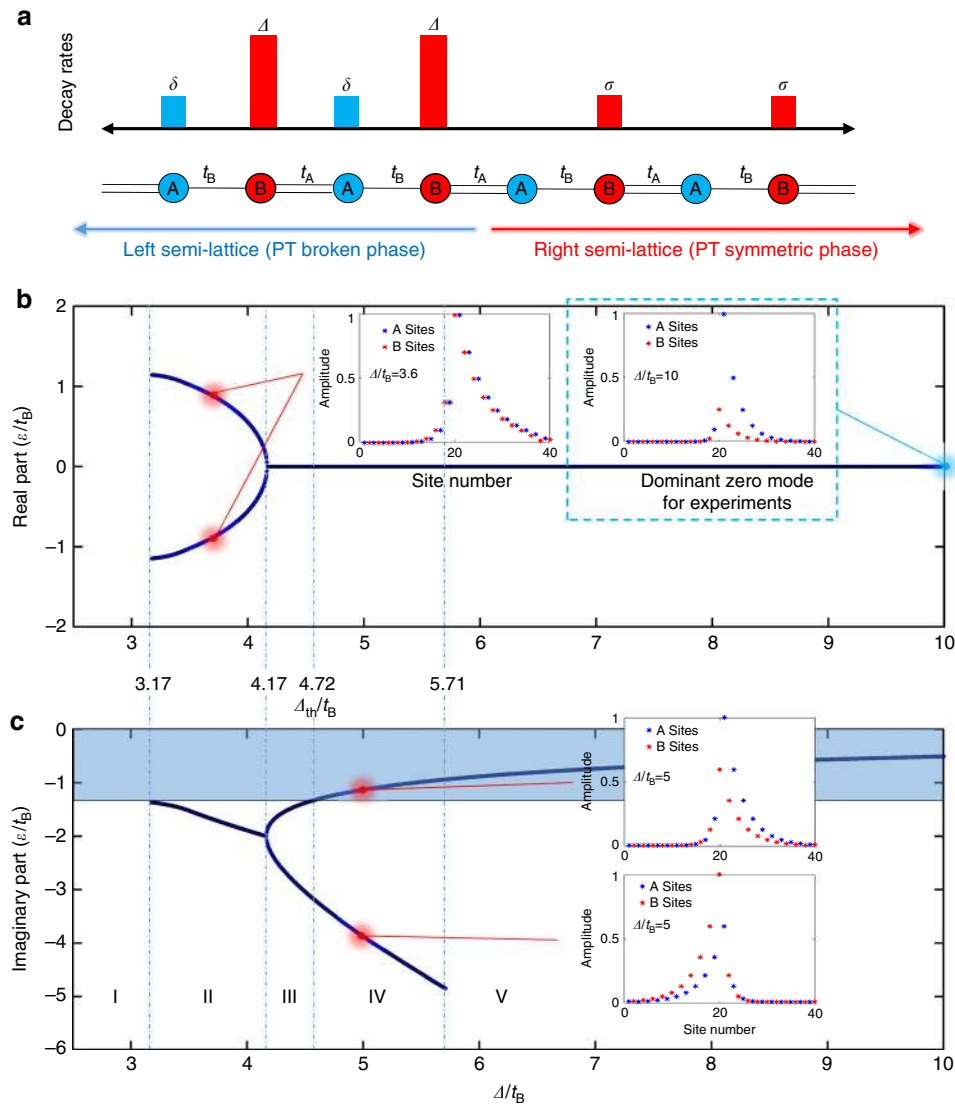 a
Decay rates
δ Δ δ Δ σ σ
A t_B B t_A A t_B B t_A A t_B B t_A A t_B B
Left semi-lattice (PT broken phase)
Right semi-lattice (PT symmetric phase)
b
Real part (ε/t_B)
2
1
0
−1
−2
3 4 5 6 7 8 9 10
Amplitude
1
0.5
0
A Sites
B Sites
Δ/t_B=3.6
0 20 40
Site number
Amplitude
1
0.5
0
A Sites
B Sites
Δ/t_B=10
0 20 40
Dominant zero mode
for experiments
3.17 4.17 4.72 5.71
Δ_th/t_B
c
Imaginary part (ε/t_B)
0
−1
−2
−3
−4
−5
−6
I II III IV V
Amplitude
1
0.5
0
A Sites
B Sites
Δ/t_B=5
0 20 40
Amplitude
1
0.5
0
A Sites
B Sites
Δ/t_B=5
0 20 40
Site number
3 4 5 6 7 8 9 10
Δ/t_B